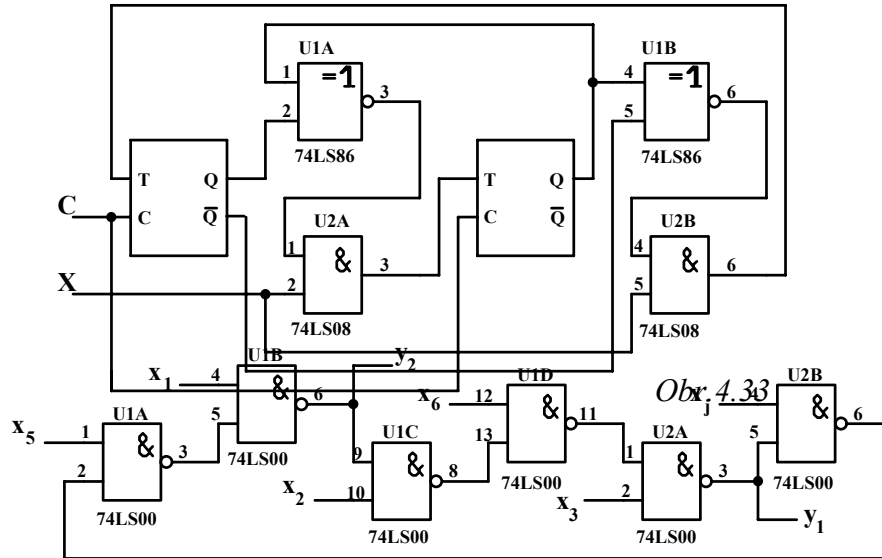 U1A U1B
1 =1 3 4 =1 6
2 5
74LS86 74LS86
T Q T Q
C C Q C Q
U2A U2B
1 & 3 4 & 6
X 2 5
74LS08 74LS08
U1B y2
x1 4 & 6 U1D Obr.4.33 U2B
x6 12 & 11 xj 4 & 6
U1A 5 U1C 13 U2A 5
x5 1 & 3 74LS00 9 & 8 74LS00 1 & 3 74LS00
2 x2 10 x3 2 y1
74LS00 74LS00 74LS00